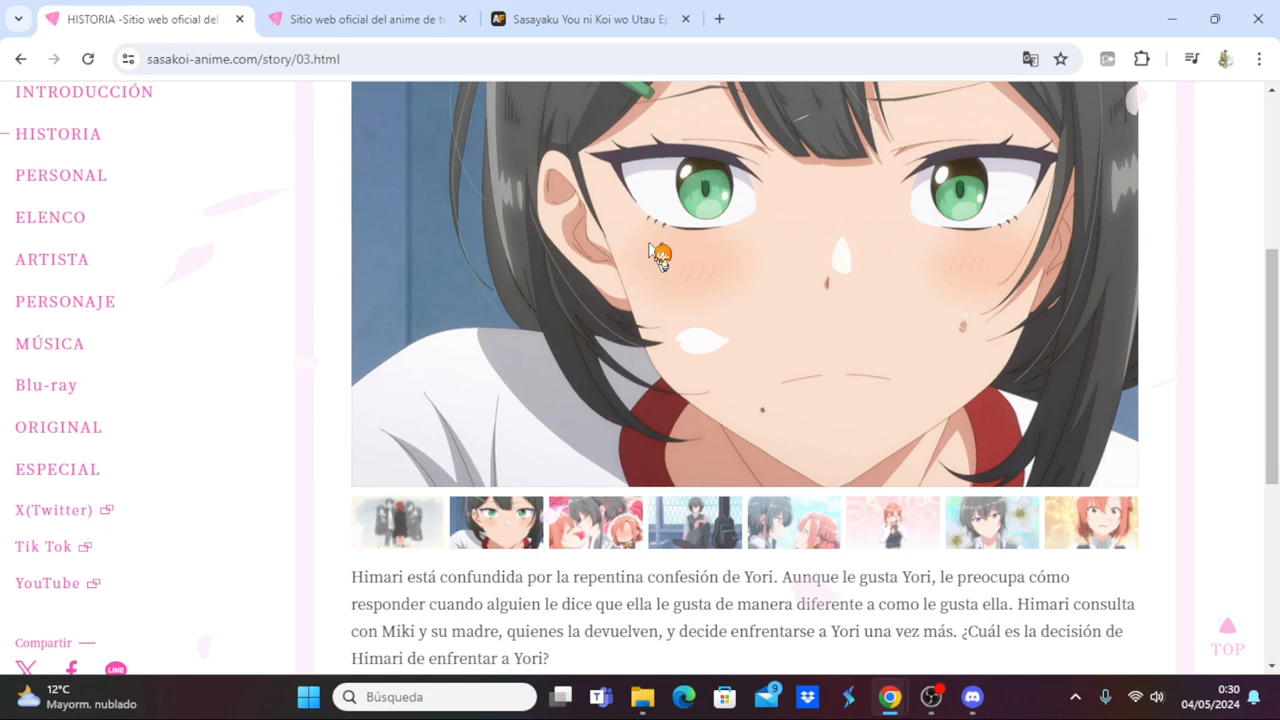 HISTORIA -Sitio web oficial del
Sitio web oficial del anime de te
Sasayaku You ni Koi wo Utau Ep
sasakoi-anime.com/story/03.html
INTRODUCCIÓN
HISTORIA
PERSONAL
ELENCO
ARTISTA
PERSONAJE
MÚSICA
Blu-ray
ORIGINAL
ESPECIAL
X(Twitter)
Tik Tok
YouTube
Compartir
LINE
Himari está confundida por la repentina confesión de Yori. Aunque le gusta Yori, le preocupa cómo
responder cuando alguien le dice que ella le gusta de manera diferente a como le gusta ella. Himari consulta
con Miki y su madre, quienes la devuelven, y decide enfrentarse a Yori una vez más. ¿Cuál es la decisión de
Himari de enfrentar a Yori?
TOP
12°C
Mayorm. nublado
Búsqueda
9
0:30
04/05/2024